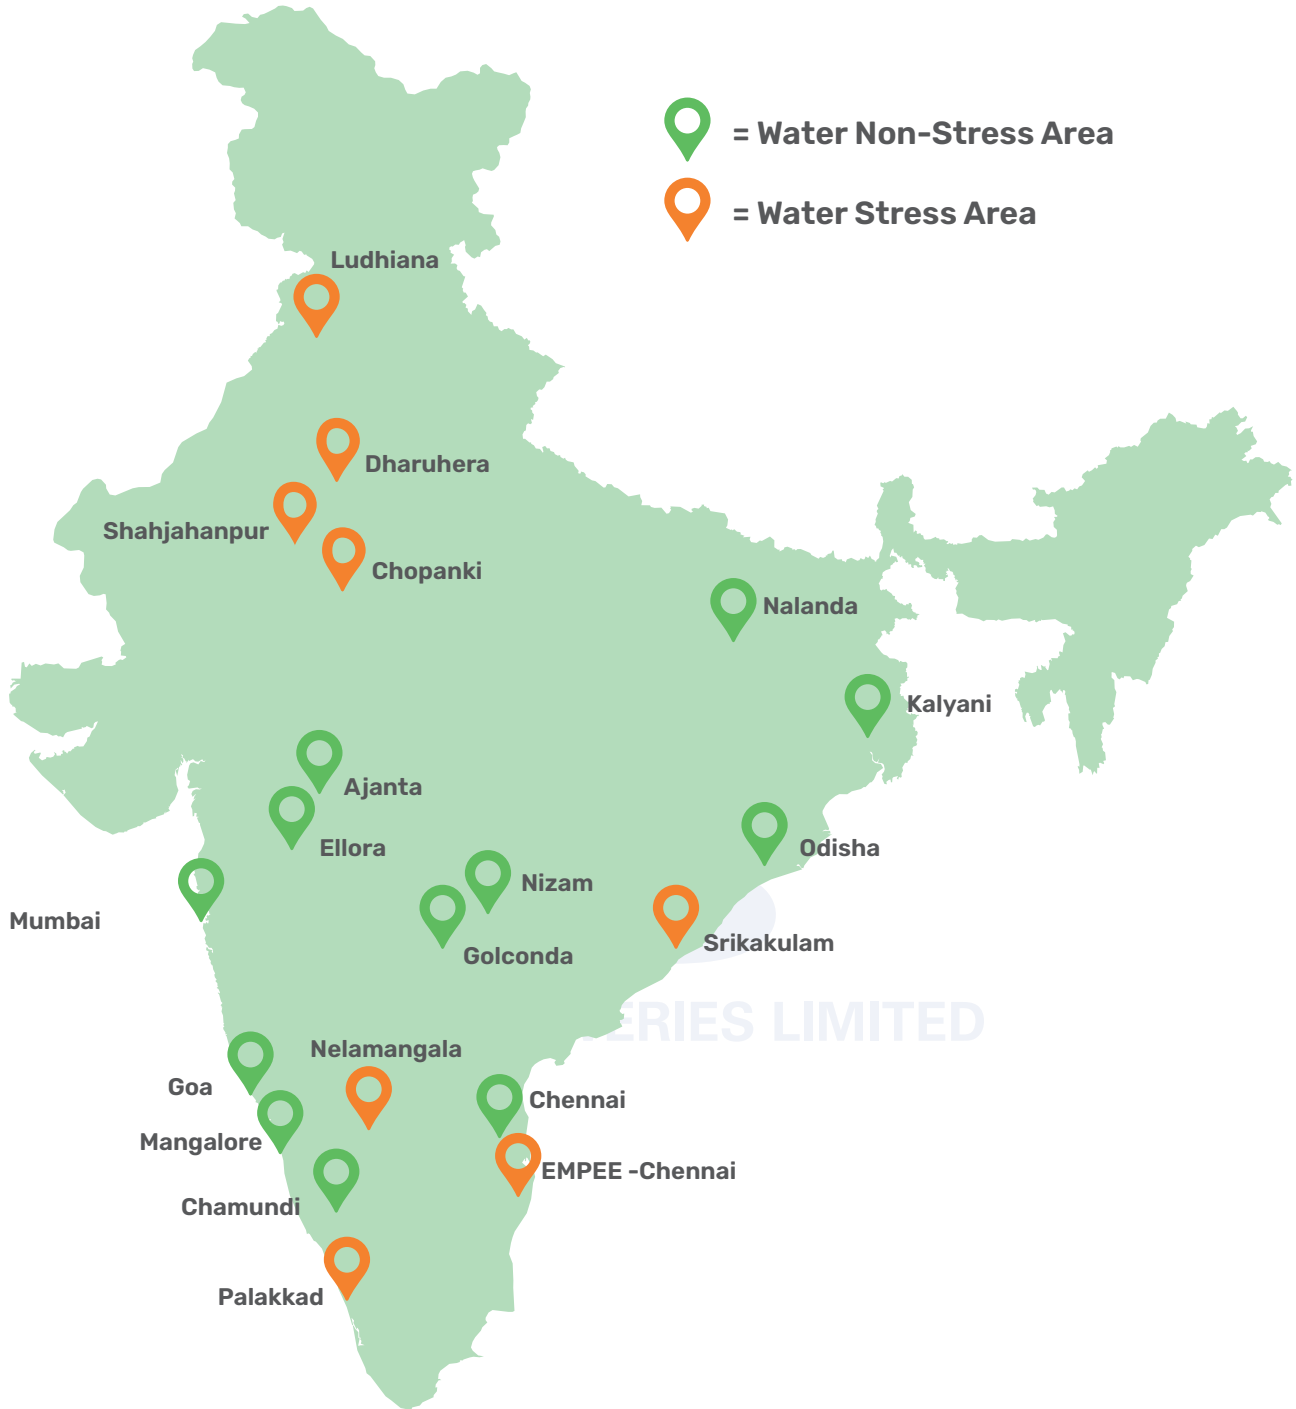 = Water Non-Stress Area
= Water Stress Area
Ludhiana
Dharuhera
Shahjahanpur
Chopanki
Nalanda
Kalyani
Ajanta
Ellora
Odisha
Nizam
Mumbai
Srikakulam
Golconda
ERIES LIMITED
Nelamangala
Goa
Chennai
Mangalore
EMPEE -Chennai
Chamundi
Palakkad